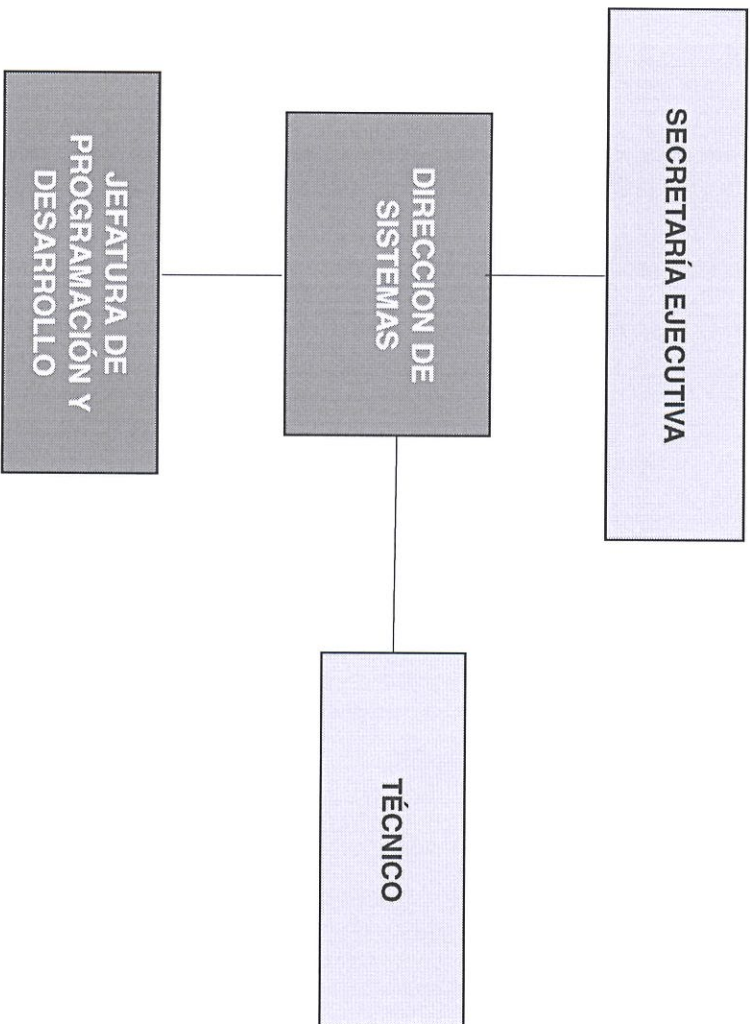 SECRETARÍA EJECUTIVA
DIRECCION DE
SISTEMAS
TÉCNICO
JEFATURA DE
PROGRAMACIÓN Y
DESARROLLO